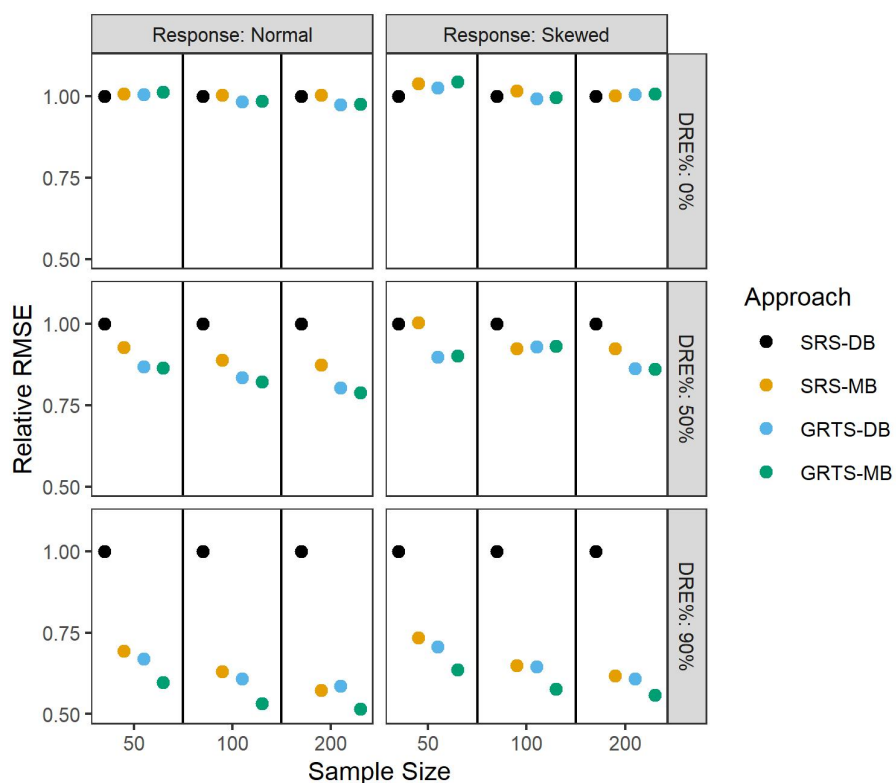 Response: Normal
Response: Skewed
1.00
0.75
0.50
DRE%: 0%
1.00
0.75
0.50
DRE%: 50%
1.00
0.75
0.50
DRE%: 90%
Relative RMSE
50
100
200
50
100
200
Sample Size
Approach
SRS-DB
SRS-MB
GRTS-DB
GRTS-MB